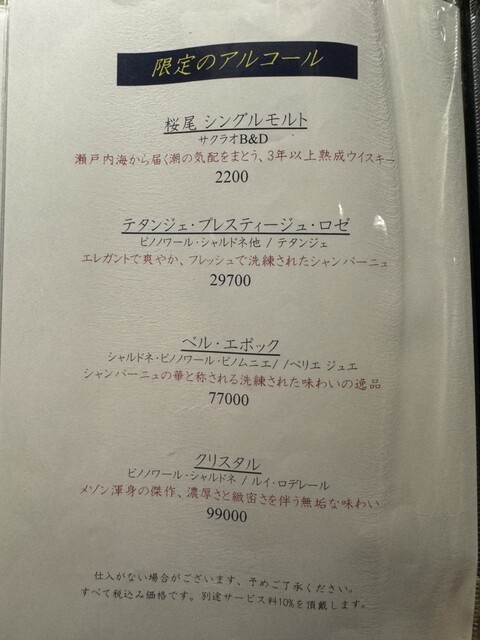 限定のアルコール
桜尾 シングルモルト
サクラオB&D
瀬戸内海から届く潮の気配をまとう、3年以上熟成ウイスキー
2200
テタンジェ・プレスティージュ・ロゼ
ピノノワール・シャルドネ他 / テタンジェ
エレガントで爽やか、フレッシュで洗練されたシャンパーニュ
29700
ベル・エポック
シャルドネ・ピノノワール・ピノムニエ/ /ペリエ ジュエ
シャンパーニュの華と称される洗練された味わいの逸品
77000
クリスタル
ピノノワール・シャルドネ / ルイ・ロデレール
メゾン渾身の傑作、濃厚さと緻密さを伴う無垢な味わい
99000
仕入がない場合がございます、予めご了承ください。
すべて税込み価格です。別途サービス料10%を頂戴します。